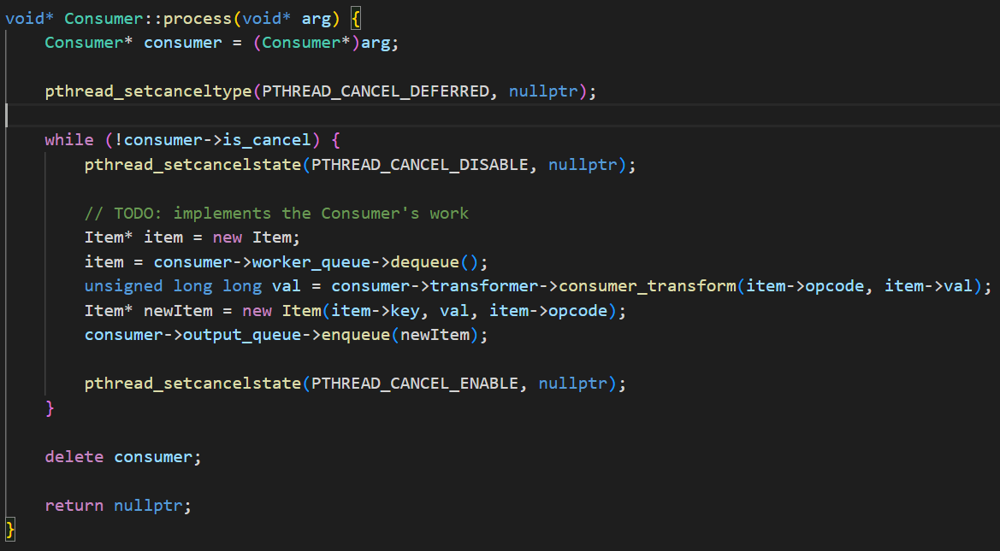 void* Consumer::process(void* arg) {
    Consumer* consumer = (Consumer*)arg;

    pthread_setcanceltype(PTHREAD_CANCEL_DEFERRED, nullptr);

    while (!consumer->is_cancel) {
        pthread_setcancelstate(PTHREAD_CANCEL_DISABLE, nullptr);

        // TODO: implements the Consumer's work
        Item* item = new Item;
        item = consumer->worker_queue->dequeue();
        unsigned long long val = consumer->transformer->consumer_transform(item->opcode, item->val);
        Item* newItem = new Item(item->key, val, item->opcode);
        consumer->output_queue->enqueue(newItem);

        pthread_setcancelstate(PTHREAD_CANCEL_ENABLE, nullptr);
    }

    delete consumer;

    return nullptr;
}